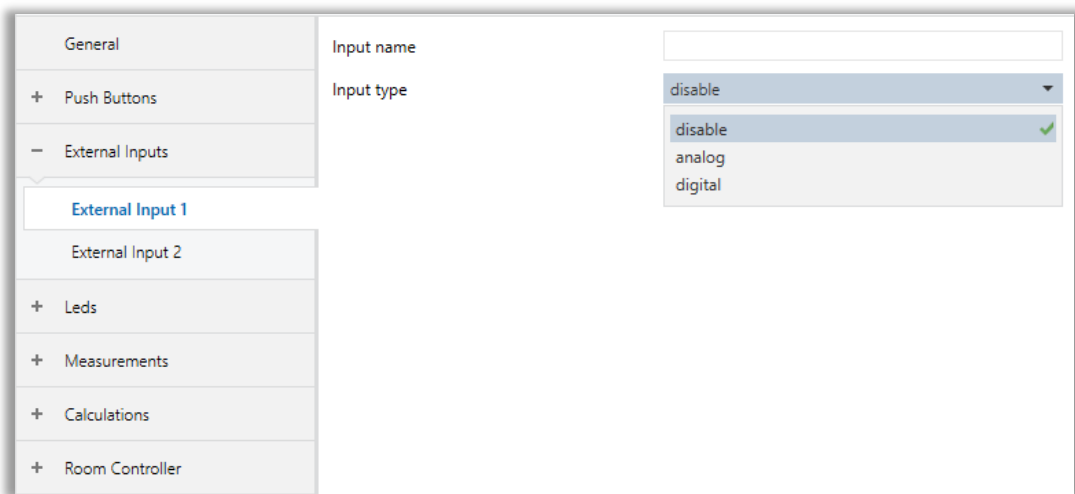 General
Push Buttons
External Inputs
External Input 1
External Input 2
Leds
Measurements
Calculations
Room Controller
Input name
Input type
disable
disable
analog
digital